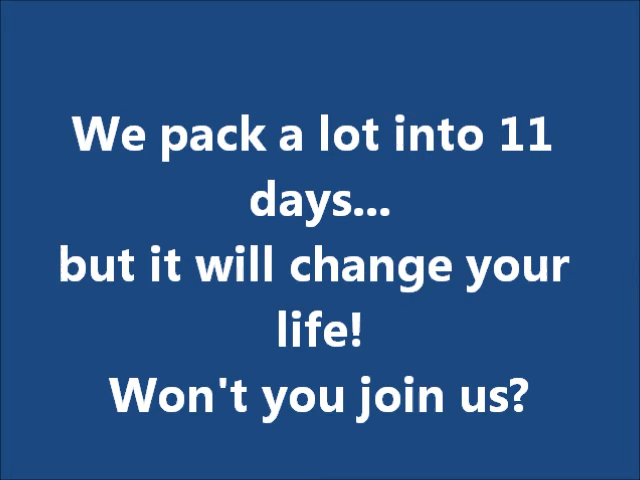 We pack a lot into 11
days...
but it will change your
life!
Won't you join us?